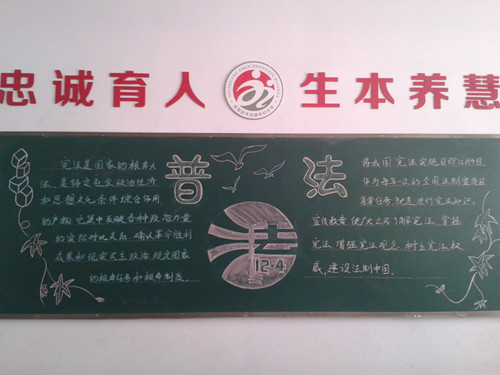 忠诚育人 生本养慧
普法
宪法是国家的根本大
法,是特定社会政治经济
和思想文化条件综合作用
的产物,它集中反映各种政治力量
的实际对比关系,确认革命胜利
成果和现实民主政治,规定国家
的根本任务和根本制度。
法
12·4
将我国宪法实施日即12月4日,
作为每年一次的全国法制宣传日
宣传教育使广大公民了解宪法、掌握
宪法,增强宪法观念,树立宪法权
威,建设法制中国。